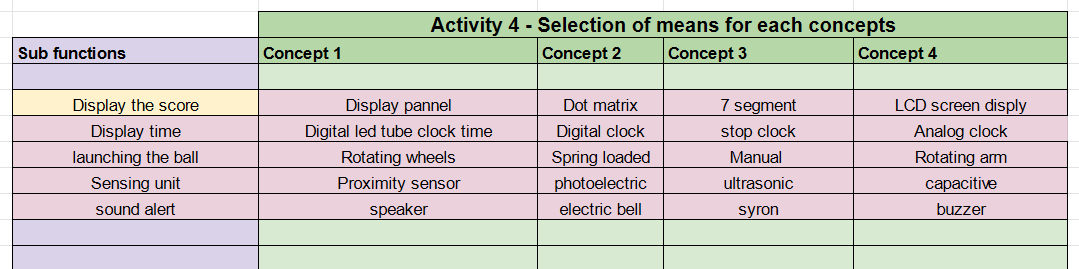 Activity 4 - Selection of means for each concepts
Sub functions Concept 1 Concept 2 Concept 3 Concept 4
Display the score Display pannel Dot matrix 7 segment LCD screen disply
Display time Digital led tube clock time Digital clock stop clock Analog clock
launching the ball Rotating wheels Spring loaded Manual Rotating arm
Sensing unit Proximity sensor photoelectric ultrasonic capacitive
sound alert speaker electric bell syron buzzer